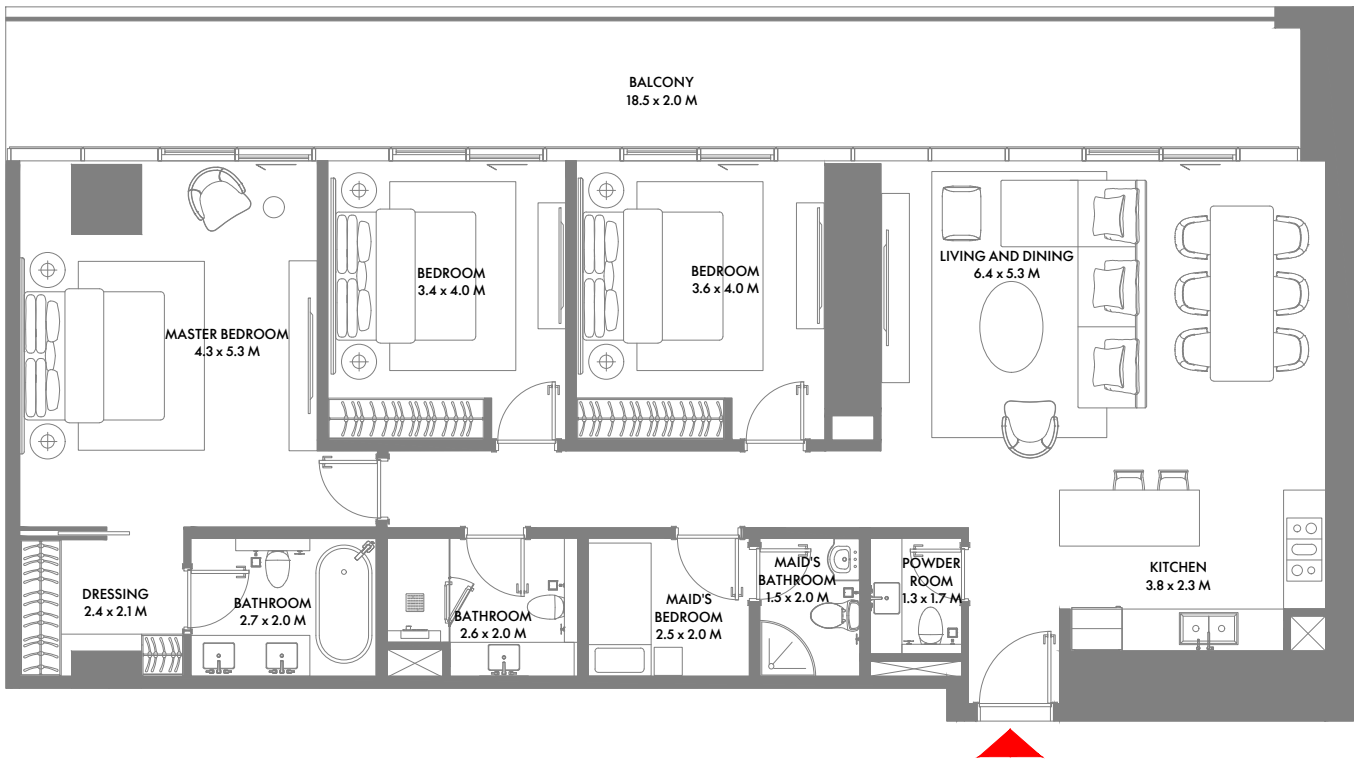 BALCONY
18.5 x 2.0 M
LIVING AND DINING
6.4 x 5.3 M
BEDROOM
3.4 x 4.0 M
BEDROOM
3.6 x 4.0 M
MASTER BEDROOM
4.3 x 5.3 M
DRESSING
2.4 x 2.1 M
BATHROOM
2.7 x 2.0 M
BATHROOM
2.6 x 2.0 M
MAID'S
BEDROOM
2.5 x 2.0 M
MAID'S
BATHROOM
1.5 x 2.0 M
POWDER
ROOM
1.3 x 1.7 M
KITCHEN
3.8 x 2.3 M